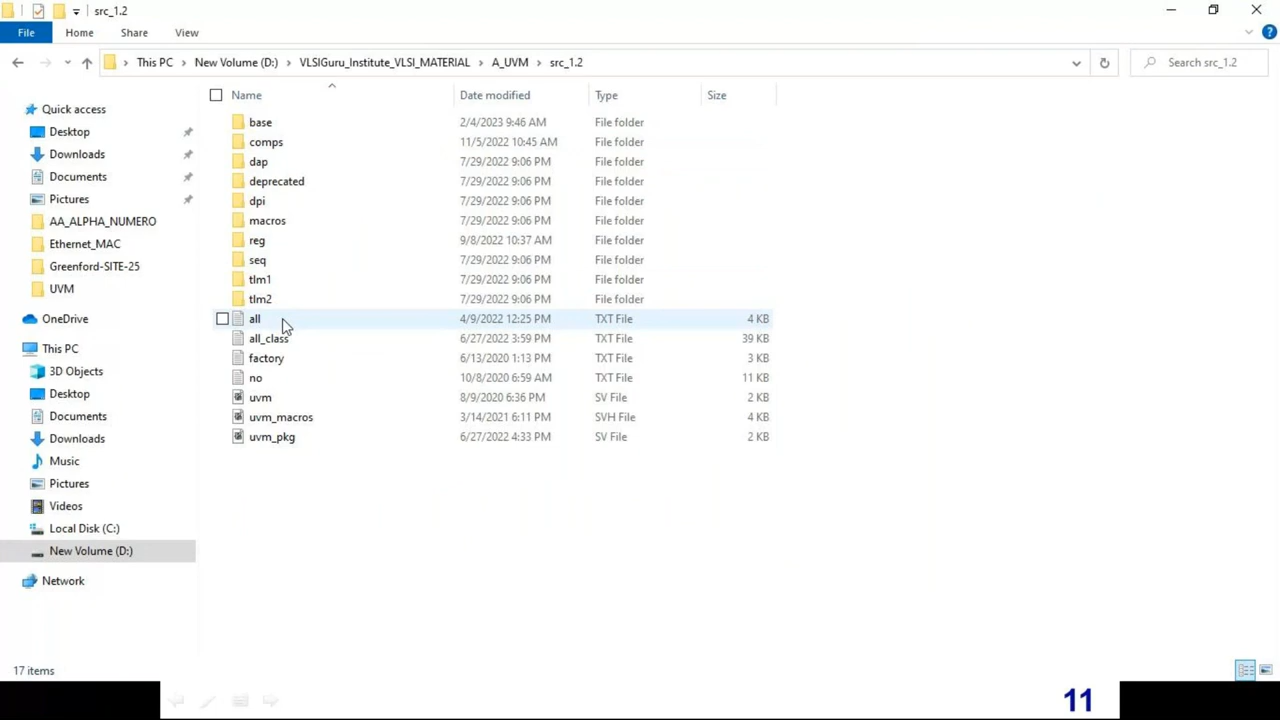 src_1.2
File Home Share View
This PC New Volume (D:) VLSIGuru_Institute_VLSI_MATERIAL A_UVM src_1.2 Search src_1.2
Name Date modified Type Size
Quick access
Desktop
Downloads
Documents
Pictures
AA_ALPHA_NUMERO
Ethernet_MAC
Greenford-SITE-25
UVM
OneDrive
This PC
3D Objects
Desktop
Documents
Downloads
Music
Pictures
Videos
Local Disk (C:)
New Volume (D:)
Network
base 2/4/2023 9:46 AM File folder
comps 11/5/2022 10:45 AM File folder
dap 7/29/2022 9:06 PM File folder
deprecated 7/29/2022 9:06 PM File folder
dpi 7/29/2022 9:06 PM File folder
macros 7/29/2022 9:06 PM File folder
reg 9/8/2022 10:37 AM File folder
seq 7/29/2022 9:06 PM File folder
tlm1 7/29/2022 9:06 PM File folder
tlm2 7/29/2022 9:06 PM File folder
all 4/9/2022 12:25 PM TXT File 4 KB
all_class 6/27/2022 3:59 PM TXT File 39 KB
factory 6/13/2020 1:13 PM TXT File 3 KB
no 10/8/2020 6:59 AM TXT File 11 KB
uvm 8/9/2020 6:36 PM SV File 2 KB
uvm_macros 3/14/2021 6:11 PM SVH File 4 KB
uvm_pkg 6/27/2022 4:33 PM SV File 2 KB
17 items
11